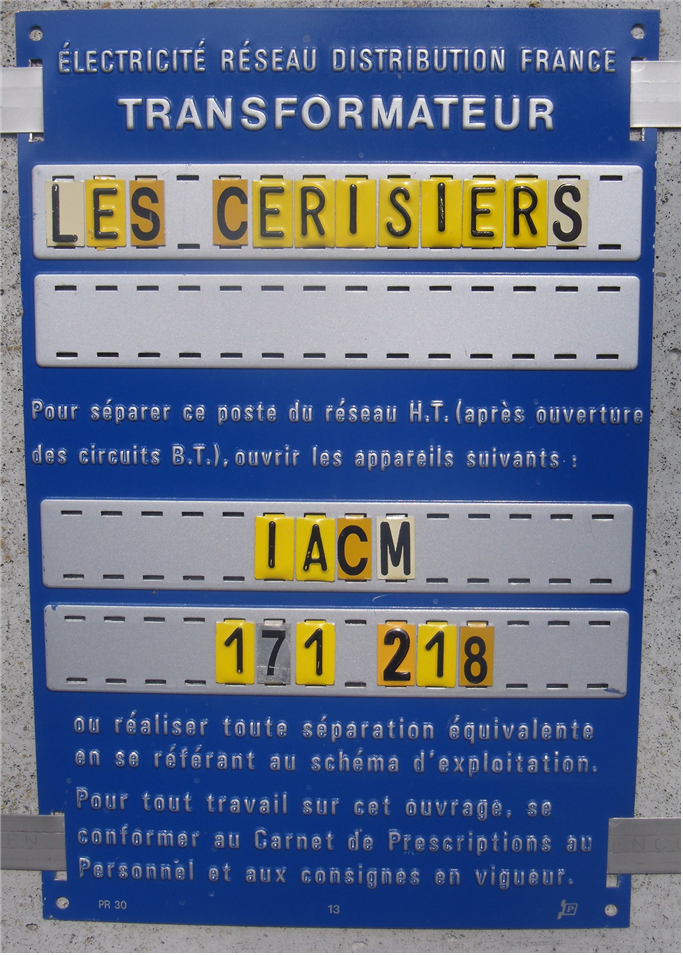 ÉLECTRICITÉ RÉSEAU DISTRIBUTION FRANCE
TRANSFORMATEUR
LES CERISIERS
Pour séparer ce poste du réseau H.T. (après ouverture
des circuits B.T.), ouvrir les appareils suivants :
IACM
171 218
ou réaliser toute séparation équivalente
en se référant au schéma d'exploitation.
Pour tout travail sur cet ouvrage, se
conformer au Carnet de Prescriptions au
Personnel et aux consignes en vigueur.
PR 30 13 P